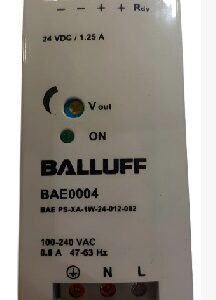 - - + + Rdy
24 VDC / 1.25 A
V out
ON
BALLUFF
BAE0004
BAE PS-XA-1W-24-012-002
100-240 VAC
0.6 A 47-63 Hz
N L